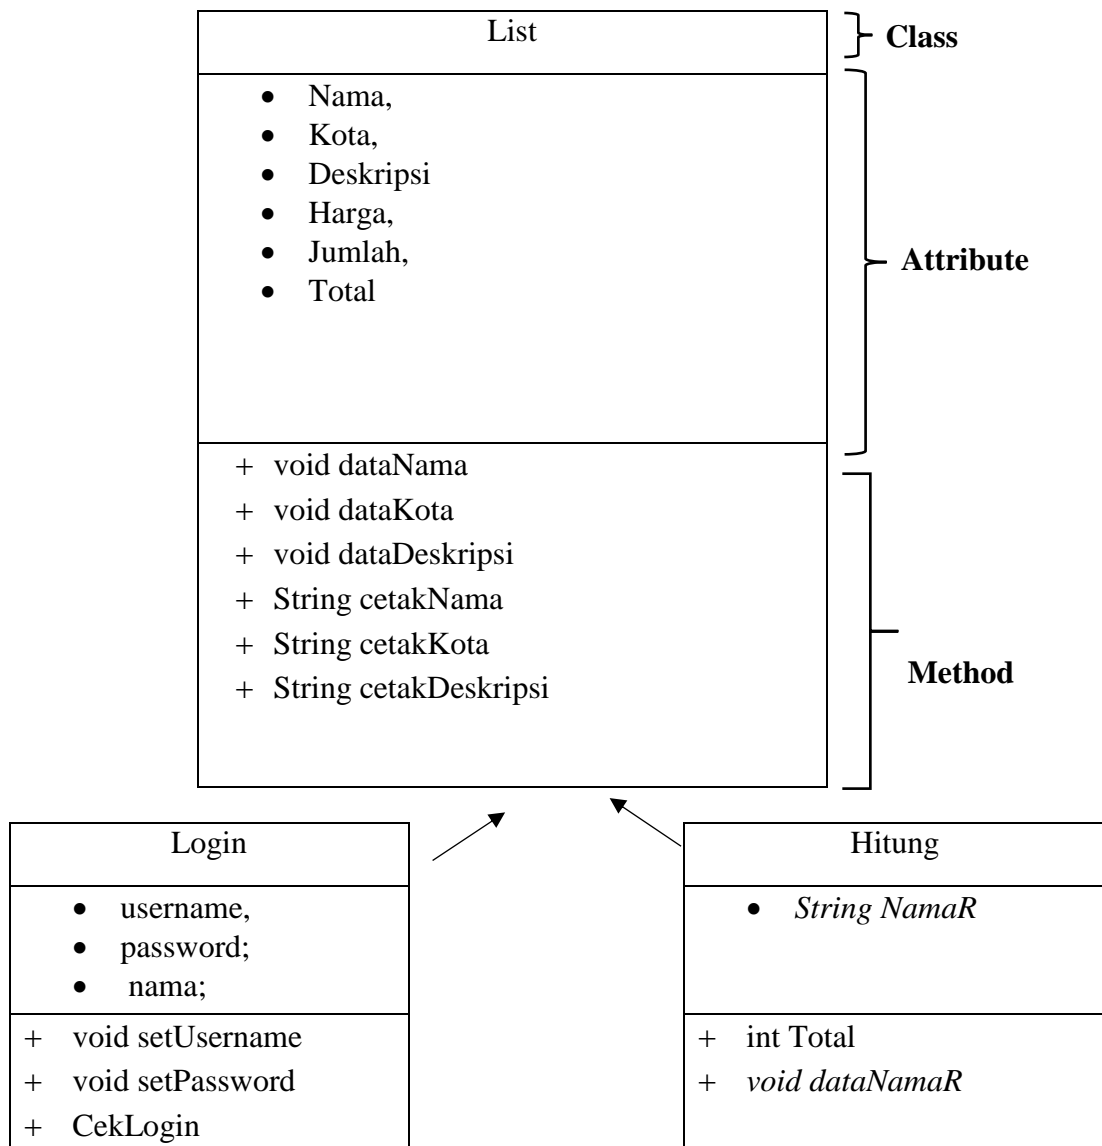 List
Class
• Nama,
• Kota,
• Deskripsi
• Harga,
• Jumlah,
• Total
Attribute
+ void dataNama
+ void dataKota
+ void dataDeskripsi
+ String cetakNama
+ String cetakKota
+ String cetakDeskripsi
Method
Login
• username,
• password;
• nama;
+ void setUsername
+ void setPassword
+ CekLogin
Hitung
• String NamaR
+ int Total
+ void dataNamaR